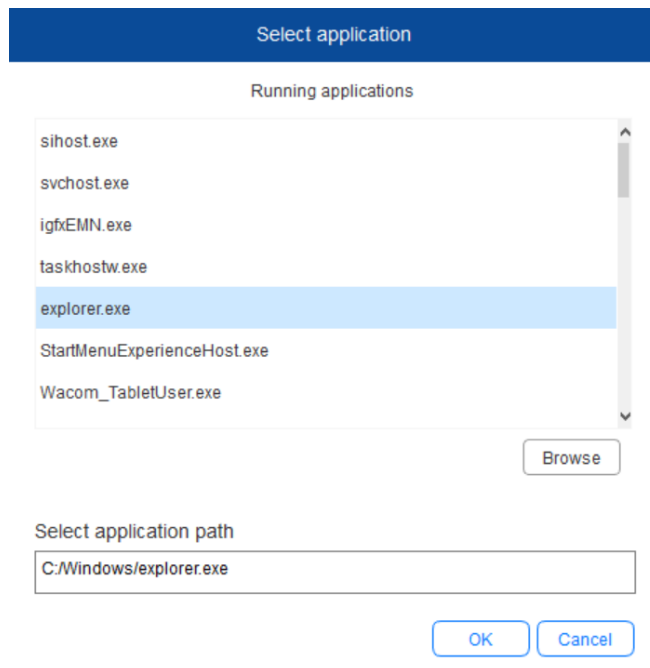 Select application
Running applications
sihost.exe
svchost.exe
igfxEMN.exe
taskhostw.exe
explorer.exe
StartMenuExperienceHost.exe
Wacom_TabletUser.exe
Browse
Select application path
C:/Windows/explorer.exe
OK
Cancel